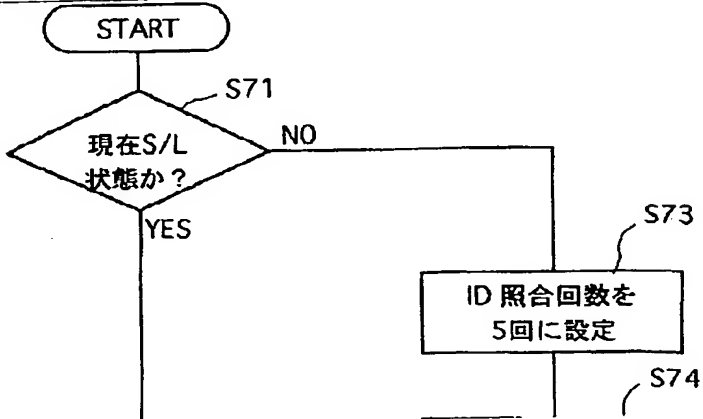 START
S71
現在S/L
状態か？
NO
YES
S73
ID 照合回数を
5回に設定
S74